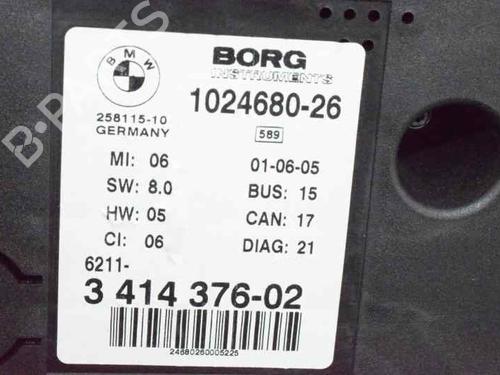 BMW
BORG
INSTRUMENTS
258115-10
GERMANY
1024680-26
589
MI: 06
01-06-05
SW: 8.0
BUS: 15
HW: 05
CAN: 17
CI: 06
DIAG: 21
6211-
3 414 376-02
24680260005225
B-PARTS